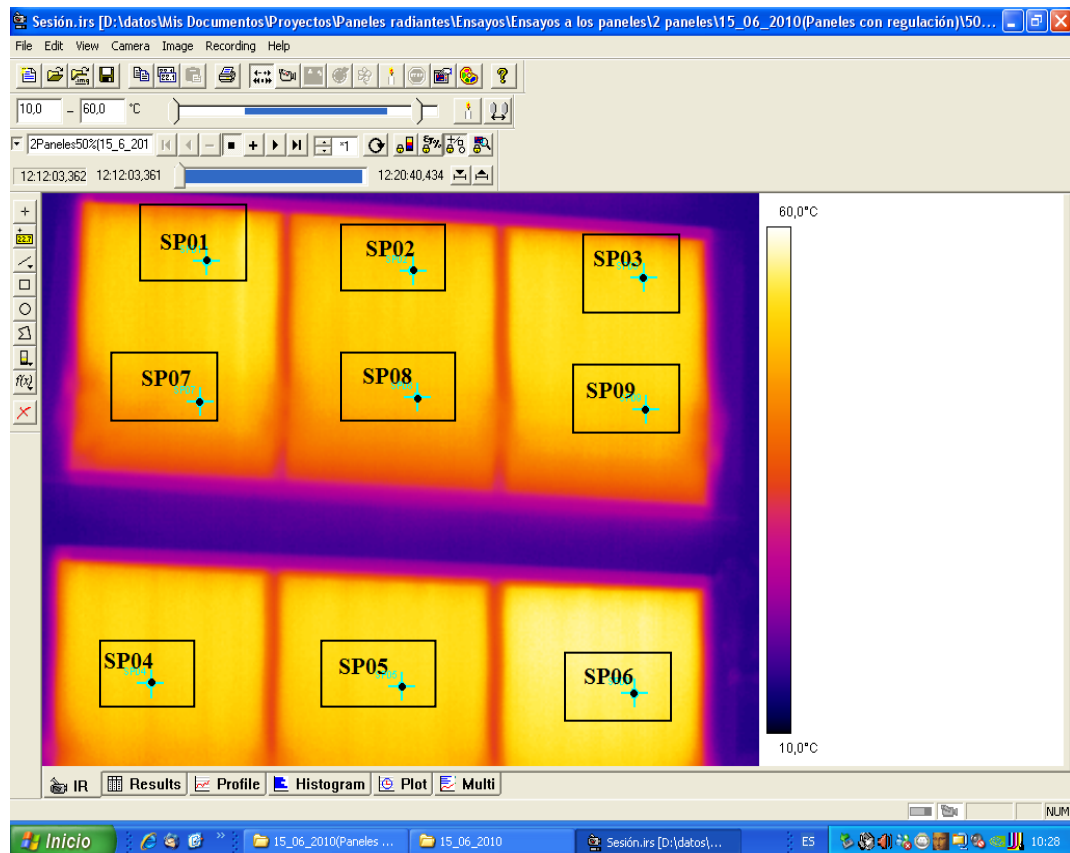 Sesión.irs [D:\datos\Mis Documentos\Proyectos\Paneles radiantes\Ensayos\Ensayos a los paneles\2 paneles\15_06_2010(Paneles con regulación)\50...
File Edit View Camera Image Recording Help
10,0 – 60,0 °C
2Paneles50%(15_6_201 *1
12:12:03,362 12:12:03,361 12:20:40,434
22.7
f(x)
60,0°C
SP01
SP02
SP03
SP07
SP08
SP09
SP04
SP05
SP06
10,0°C
IR Results Profile Histogram Plot Multi
NUM
Inicio » 15_06_2010(Paneles ... 15_06_2010 Sesión.irs [D:\datos\... ES 10:28